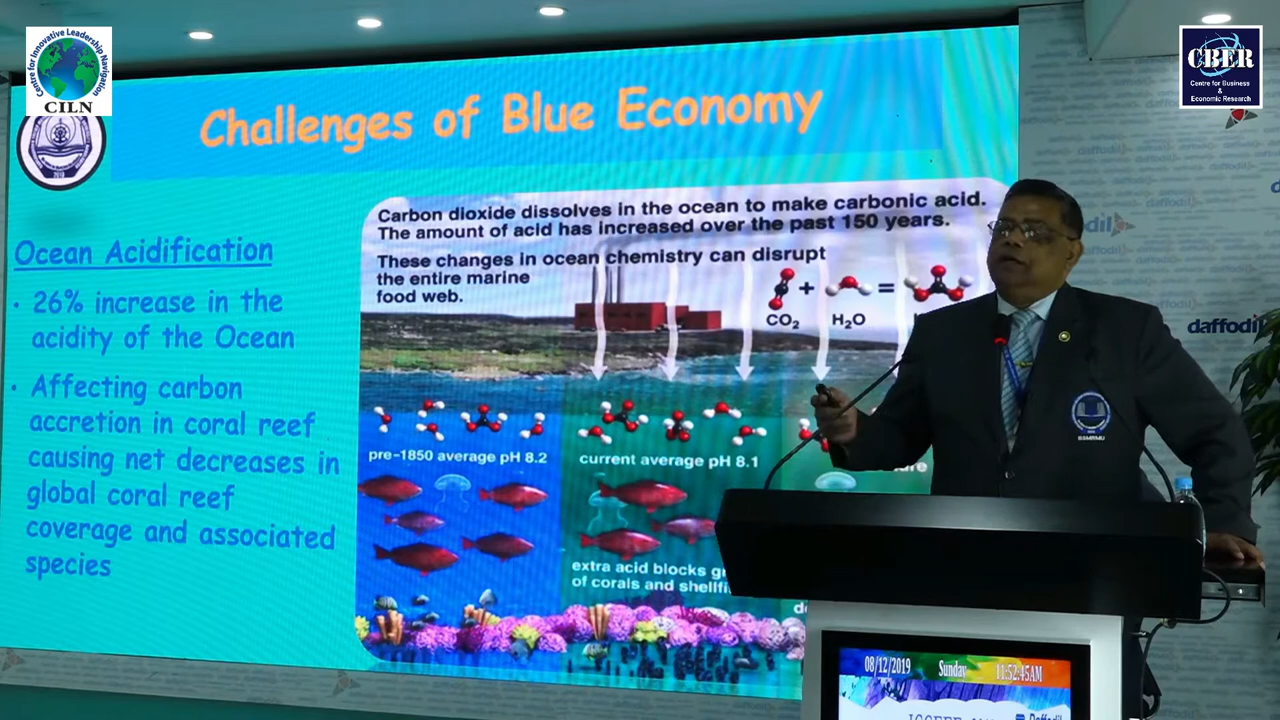 Centre for Innovative Leadership Navigation
CILN
CBER
Centre for Business
&
Economic Research
Challenges of Blue Economy
Ocean Acidification
• 26% increase in the
acidity of the Ocean
• Affecting carbon
accretion in coral reef
causing net decreases in
global coral reef
coverage and associated
species
Carbon dioxide dissolves in the ocean to make carbonic acid.
The amount of acid has increased over the past 150 years.
These changes in ocean chemistry can disrupt
the entire marine
food web.
+ =
CO₂ H₂O
pre-1850 average pH 8.2
current average pH 8.1
extra acid blocks
of corals and
daffodil
daffodil
daffodil
BSMRMU
08/12/2019 Sunday 11:52:45AM
Daffodil